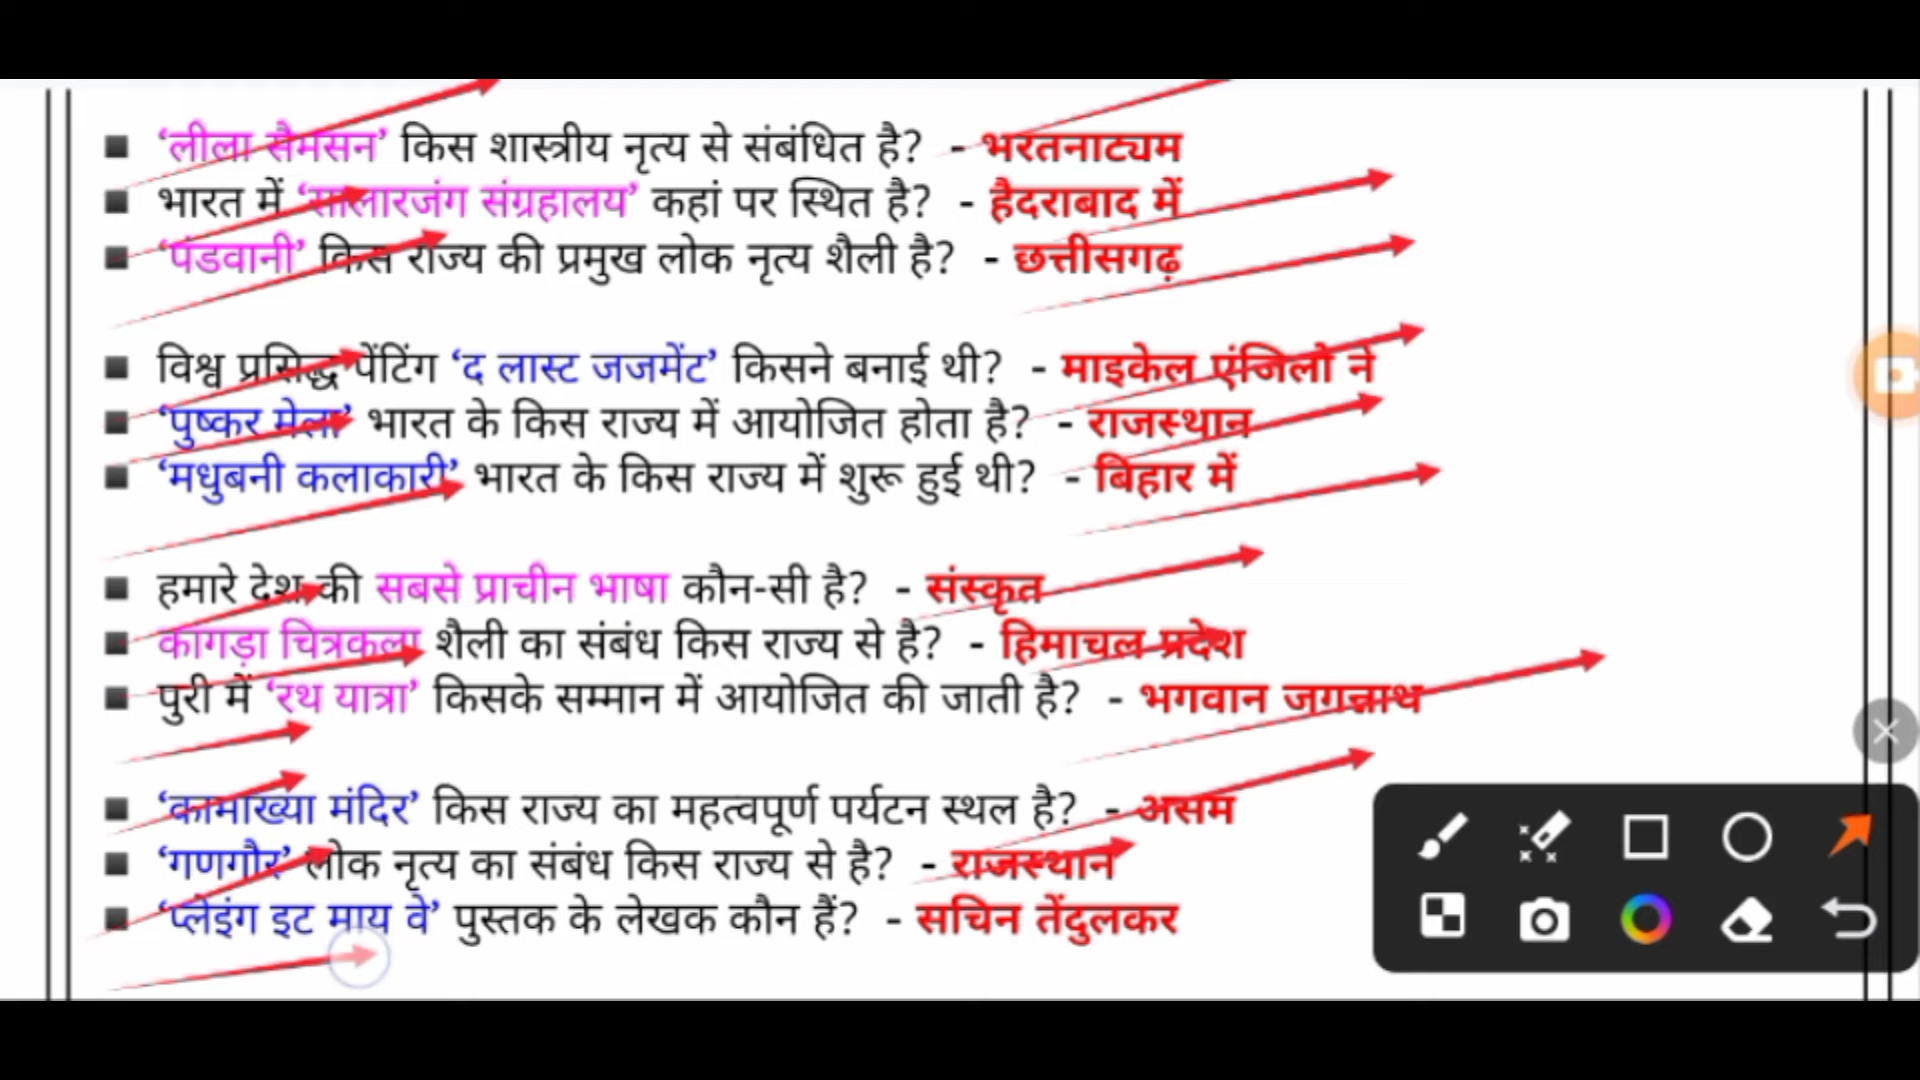 ‘लीला सैमसन’ किस शास्त्रीय नृत्य से संबंधित है? - भरतनाट्यम
भारत में ‘सालारजंग संग्रहालय’ कहां पर स्थित है? - हैदराबाद में
‘पंडवानी’ किस राज्य की प्रमुख लोक नृत्य शैली है? - छत्तीसगढ़
विश्व प्रसिद्ध पेंटिंग ‘द लास्ट जजमेंट’ किसने बनाई थी? - माइकेल एंजिलो ने
‘पुष्कर मेला’ भारत के किस राज्य में आयोजित होता है? - राजस्थान
‘मधुबनी कलाकारी’ भारत के किस राज्य में शुरू हुई थी? - बिहार में
हमारे देश की सबसे प्राचीन भाषा कौन-सी है? - संस्कृत
कागड़ा चित्रकला शैली का संबंध किस राज्य से है? - हिमाचल प्रदेश
पुरी में ‘रथ यात्रा’ किसके सम्मान में आयोजित की जाती है? - भगवान जगन्नाथ
‘कामाख्या मंदिर’ किस राज्य का महत्वपूर्ण पर्यटन स्थल है? - असम
‘गणगौर’ लोक नृत्य का संबंध किस राज्य से है? - राजस्थान
‘प्लेइंग इट माय वे’ पुस्तक के लेखक कौन हैं? - सचिन तेंदुलकर